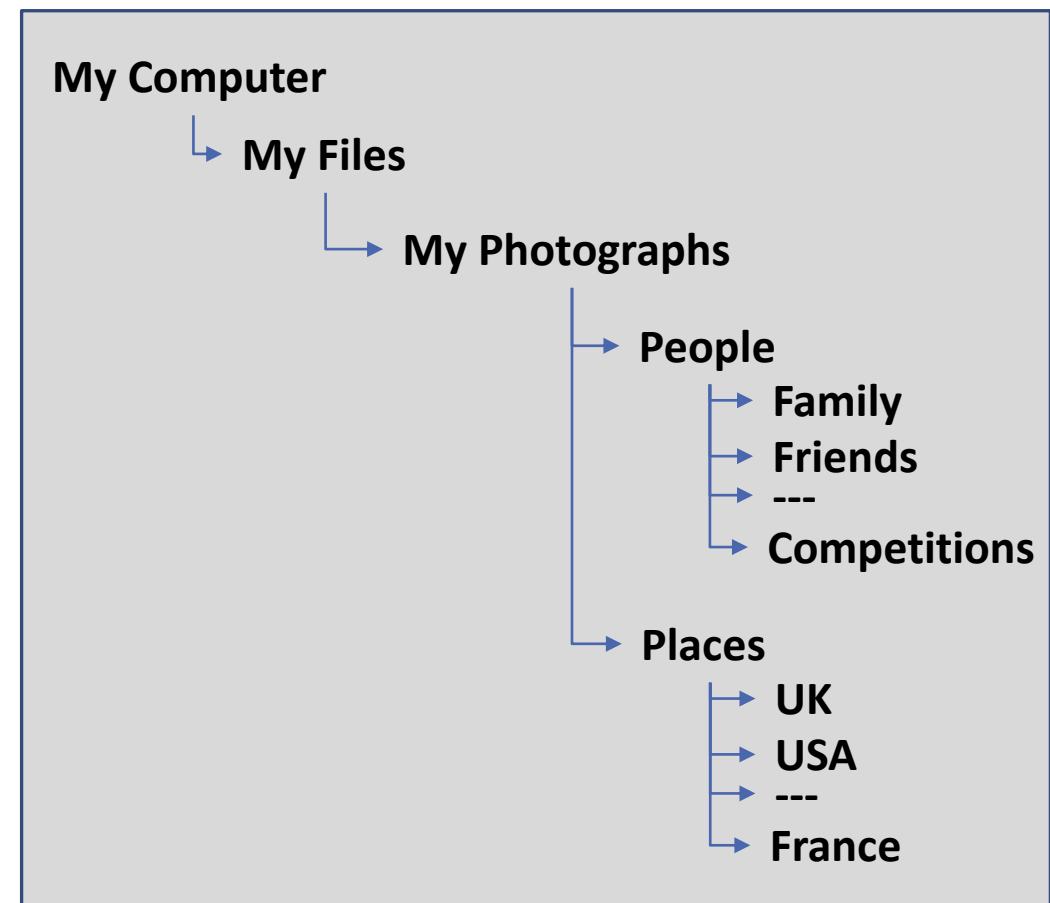 My Computer
My Files
My Photographs
People
Family
Friends
---
Competitions
Places
UK
USA
---
France